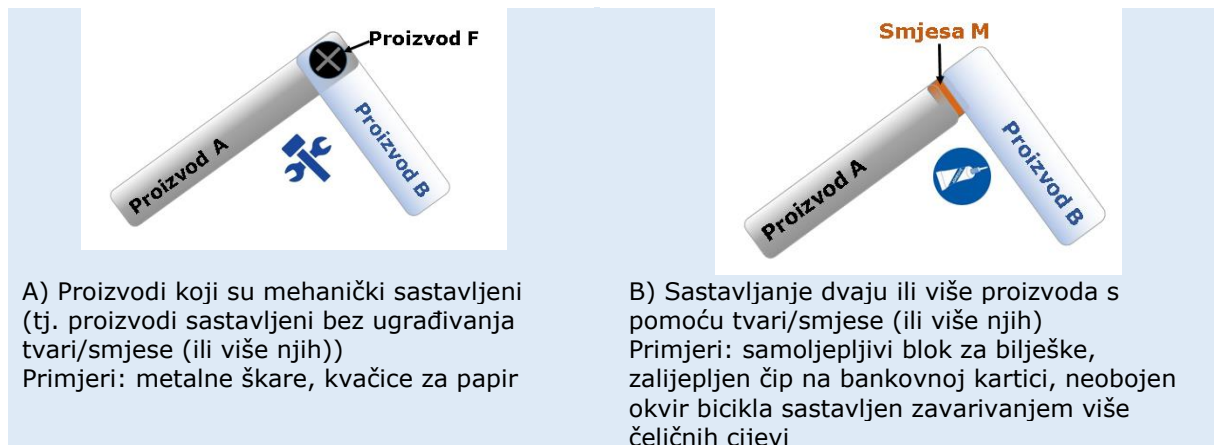 Proizvod F
Proizvod A
Proizvod B
A) Proizvodi koji su mehanički sastavljeni
(tj. proizvodi sastavljeni bez ugrađivanja
tvari/smjese (ili više njih))
Primjeri: metalne škare, kvačice za papir
Smjesa M
Proizvod A
Proizvod B
B) Sastavljanje dvaju ili više proizvoda s
pomoću tvari/smjese (ili više njih)
Primjeri: samoljepljivi blok za bilješke,
zalijepljen čip na bankovnoj kartici, neobojen
okvir bicikla sastavljen zavarivanjem više
čeličnih cijevi